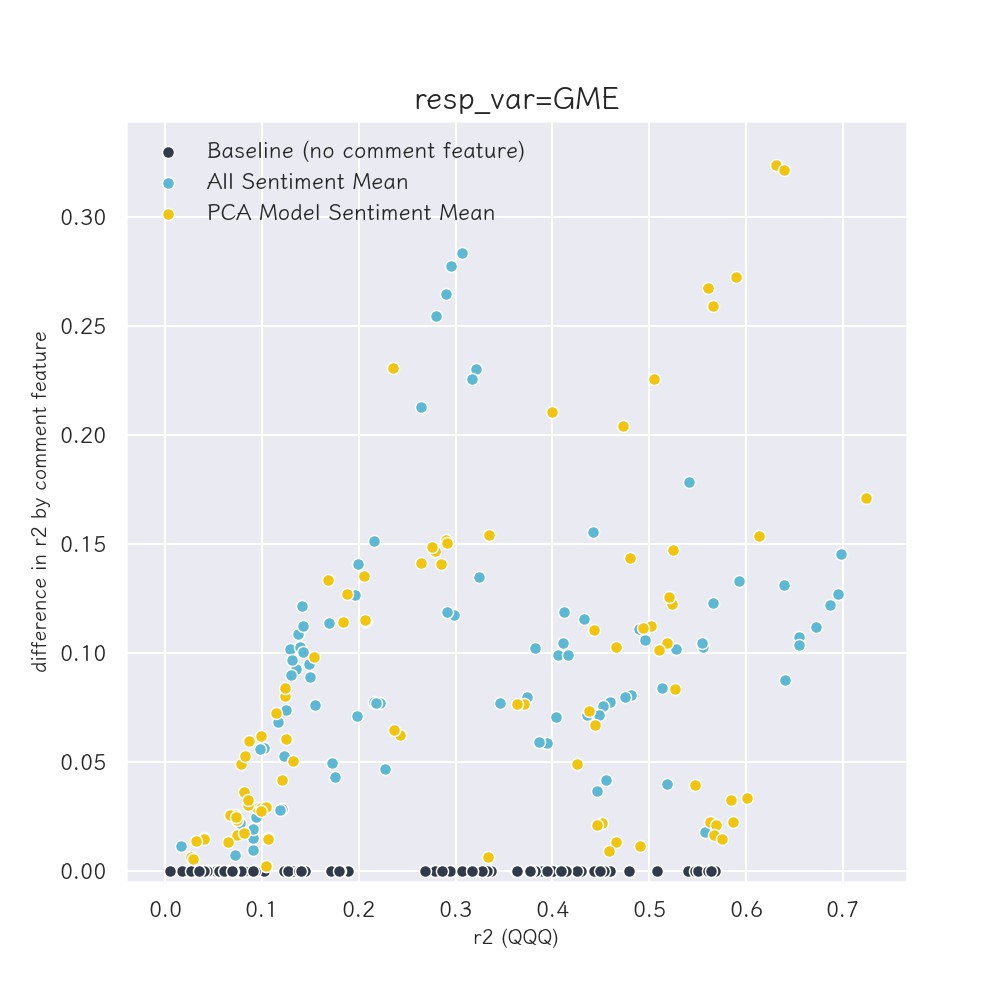 resp_var=GME
Baseline (no comment feature)
All Sentiment Mean
PCA Model Sentiment Mean
difference in r2 by comment feature
0.30
0.25
0.20
0.15
0.10
0.05
0.00
0.0 0.1 0.2 0.3 0.4 0.5 0.6 0.7
r2 (QQQ)